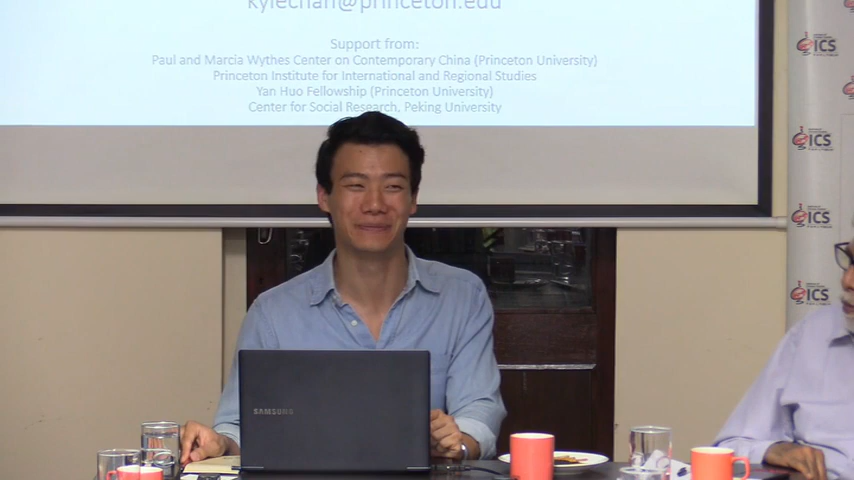 kylechan@princeton.edu
Support from:
Paul and Marcia Wythes Center on Contemporary China (Princeton University)
Princeton Institute for International and Regional Studies
Yan Huo Fellowship (Princeton University)
Center for Social Research, Peking University
ICS
ICS
ICS
ICS
SAMSUNG